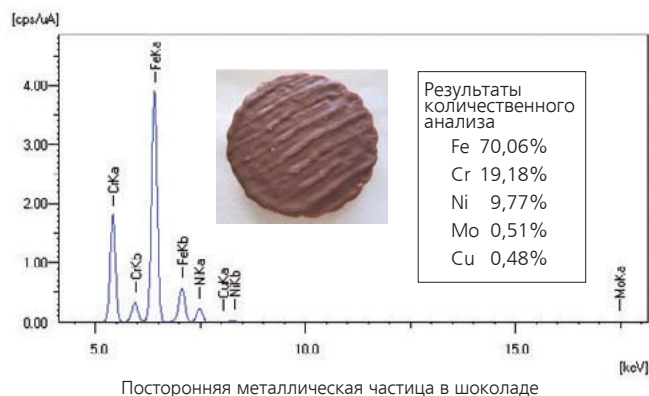 [cps/uA]
4.00
3.00
2.00
1.00
0.00
CrKa
CrKb
FeKa
FeKb
NiKa
CuKa
NiKb
MoKa
5.0
10.0
15.0
[keV]
Результаты
количественного
анализа
Fe 70,06%
Cr 19,18%
Ni 9,77%
Mo 0,51%
Cu 0,48%
Посторонняя металлическая частица в шоколаде